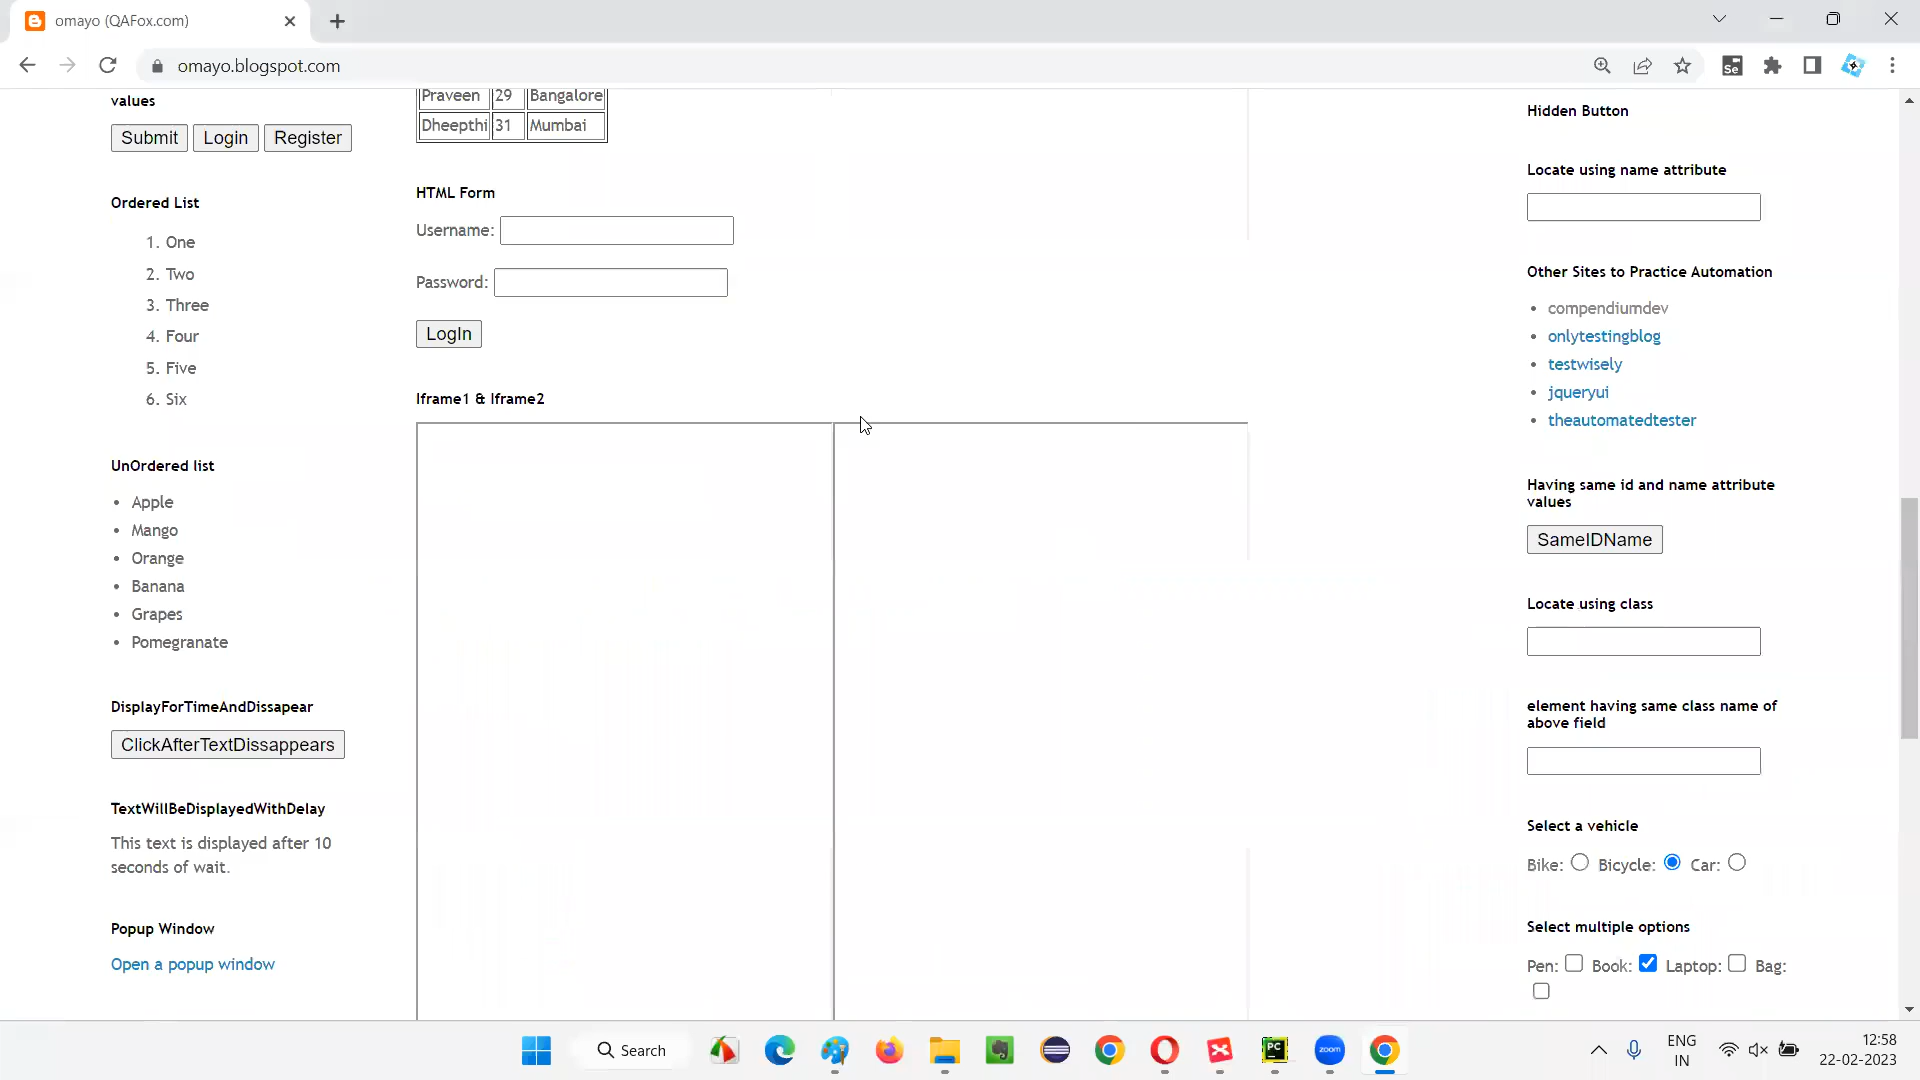 omayo (QAFox.com)
omayo.blogspot.com
Se
values
Submit Login Register
Ordered List
1. One
2. Two
3. Three
4. Four
5. Five
6. Six
UnOrdered list
• Apple
• Mango
• Orange
• Banana
• Grapes
• Pomegranate
DisplayForTimeAndDissapear
ClickAfterTextDissappears
TextWillBeDisplayedWithDelay
This text is displayed after 10
seconds of wait.
Popup Window
Open a popup window
Praveen 29 Bangalore
Dheepthi 31 Mumbai
HTML Form
Username:
Password:
LogIn
Iframe1 & Iframe2
Hidden Button
Locate using name attribute
Other Sites to Practice Automation
• compendiumdev
• onlytestingblog
• testwisely
• jqueryui
• theautomatedtester
Having same id and name attribute
values
SameIDName
Locate using class
element having same class name of
above field
Select a vehicle
Bike: Bicycle: Car:
Select multiple options
Pen: Book: Laptop: Bag:
Search
PC
zoom
ENG
IN
12:58
22-02-2023